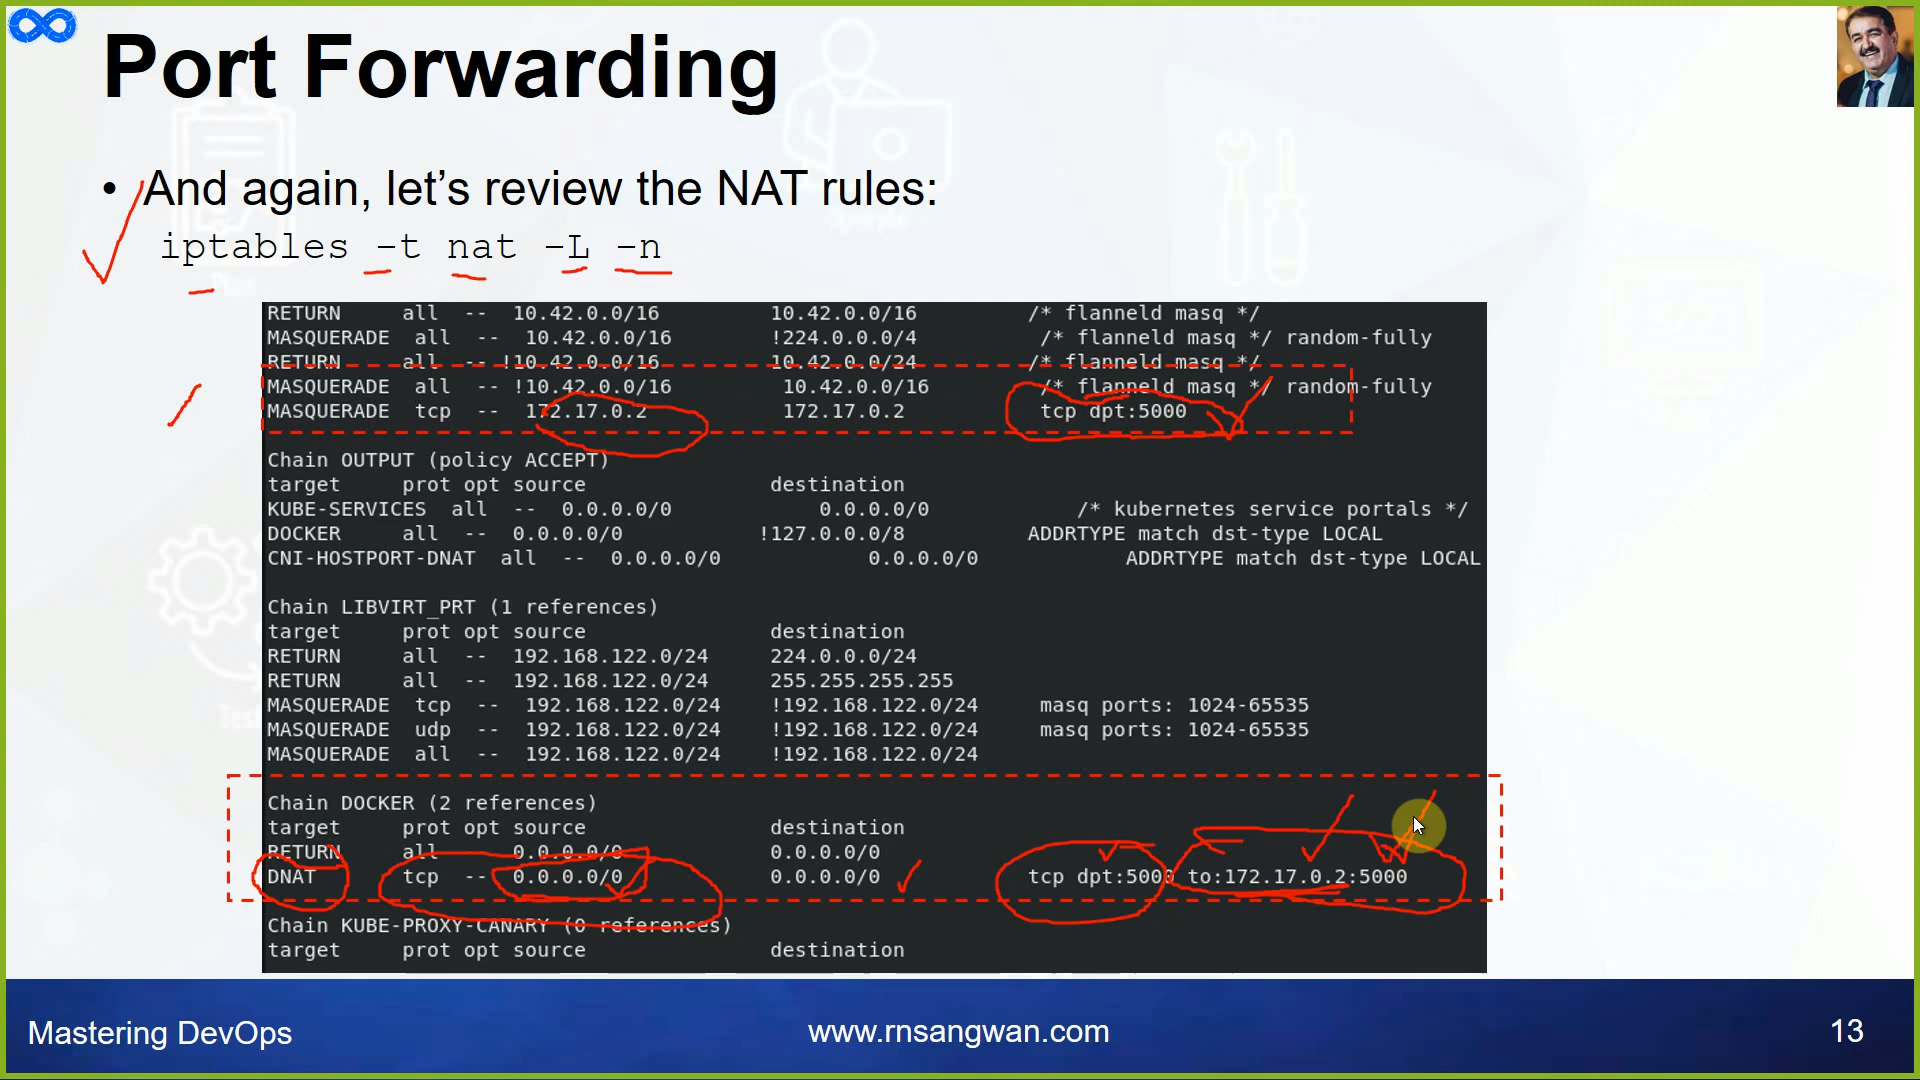 Port Forwarding
• And again, let’s review the NAT rules:
iptables -t nat -L -n
RETURN all -- 10.42.0.0/16 10.42.0.0/16 /* flanneld masq */
MASQUERADE all -- 10.42.0.0/16 !224.0.0.0/4 /* flanneld masq */ random-fully
RETURN all -- !10.42.0.0/16 10.42.0.0/24 /* flanneld masq */
MASQUERADE all -- !10.42.0.0/16 10.42.0.0/16 /* flanneld masq */ random-fully
MASQUERADE tcp -- 172.17.0.2 172.17.0.2 tcp dpt:5000
Chain OUTPUT (policy ACCEPT)
target prot opt source destination
KUBE-SERVICES all -- 0.0.0.0/0 0.0.0.0/0 /* kubernetes service portals */
DOCKER all -- 0.0.0.0/0 !127.0.0.0/8 ADDRTYPE match dst-type LOCAL
CNI-HOSTPORT-DNAT all -- 0.0.0.0/0 0.0.0.0/0 ADDRTYPE match dst-type LOCAL
Chain LIBVIRT_PRT (1 references)
target prot opt source destination
RETURN all -- 192.168.122.0/24 224.0.0.0/24
RETURN all -- 192.168.122.0/24 255.255.255.255
MASQUERADE tcp -- 192.168.122.0/24 !192.168.122.0/24 masq ports: 1024-65535
MASQUERADE udp -- 192.168.122.0/24 !192.168.122.0/24 masq ports: 1024-65535
MASQUERADE all -- 192.168.122.0/24 !192.168.122.0/24
Chain DOCKER (2 references)
target prot opt source destination
RETURN all -- 0.0.0.0/0 0.0.0.0/0
DNAT tcp -- 0.0.0.0/0 0.0.0.0/0 tcp dpt:5000 to:172.17.0.2:5000
Chain KUBE-PROXY-CANARY (0 references)
target prot opt source destination
Mastering DevOps
www.rnsangwan.com
13